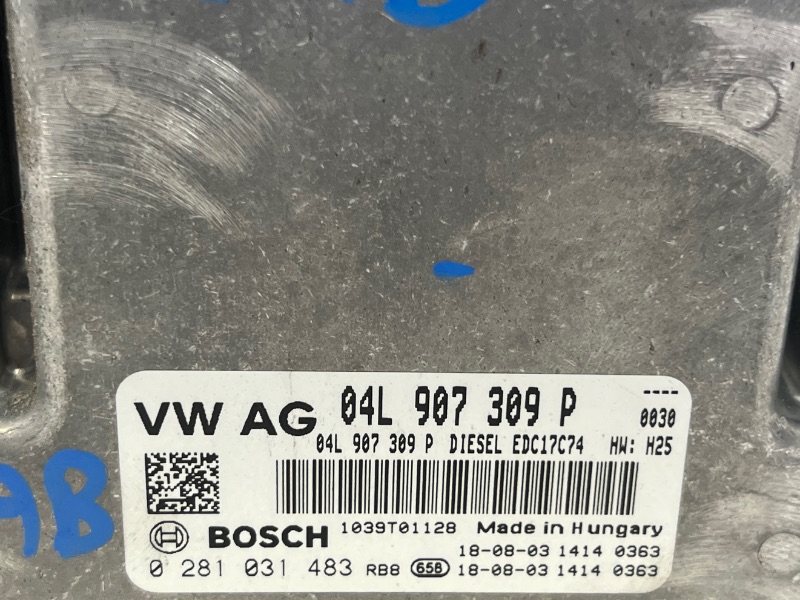 VW AG 04L 907 309 P ----
0030
04L 907 309 P DIESEL EDC17C74 HW: H25
BOSCH 1039T01128 Made in Hungary
18-08-03 1414 0363
0 281 031 483 RB8 658 18-08-03 1414 0363